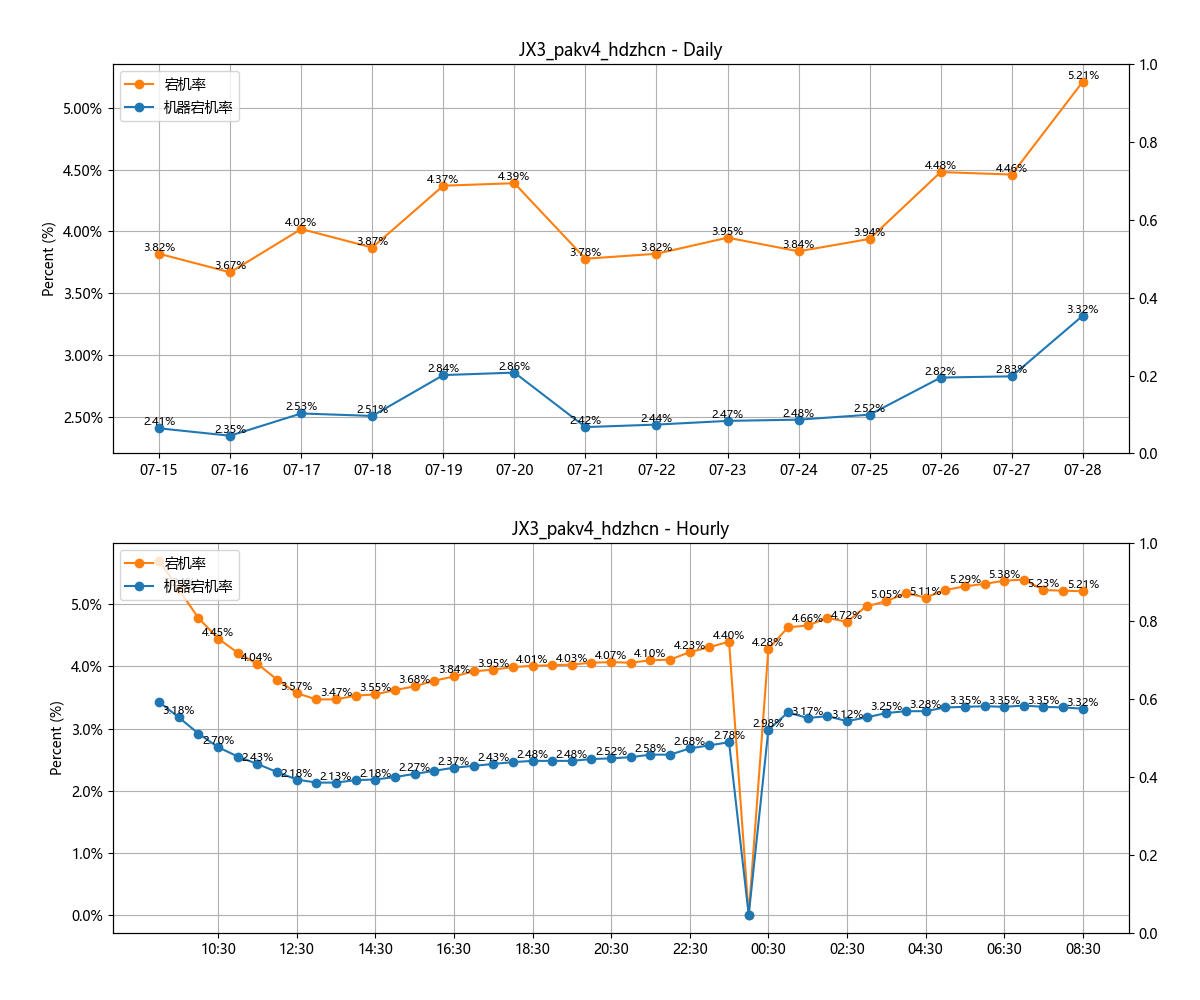 JX3_pakv4_hdzhcn - Daily
宕机率
机器宕机率
Percent (%)
5.00%
4.50%
4.00%
3.50%
3.00%
2.50%
1.0
0.8
0.6
0.4
0.2
0.0
3.82% 3.67% 4.02% 3.87% 4.37% 4.39% 3.78% 3.82% 3.95% 3.84% 3.94% 4.48% 4.46% 5.21%
2.41% 2.35% 2.53% 2.51% 2.84% 2.86% 2.42% 2.44% 2.47% 2.48% 2.52% 2.82% 2.83% 3.32%
07-15 07-16 07-17 07-18 07-19 07-20 07-21 07-22 07-23 07-24 07-25 07-26 07-27 07-28
JX3_pakv4_hdzhcn - Hourly
宕机率
机器宕机率
Percent (%)
5.0%
4.0%
3.0%
2.0%
1.0%
0.0%
1.0
0.8
0.6
0.4
0.2
0.0
4.45% 4.04% 3.57% 3.47% 3.55% 3.68% 3.84% 3.95% 4.01% 4.03% 4.07% 4.10% 4.23% 4.40% 4.28% 4.66% 4.72% 5.05% 5.11% 5.29% 5.38% 5.23% 5.21%
3.18% 2.70% 2.43% 2.18% 2.13% 2.18% 2.27% 2.37% 2.43% 2.48% 2.48% 2.52% 2.58% 2.68% 2.78% 2.98% 3.17% 3.12% 3.25% 3.28% 3.35% 3.35% 3.35% 3.32%
10:30 12:30 14:30 16:30 18:30 20:30 22:30 00:30 02:30 04:30 06:30 08:30